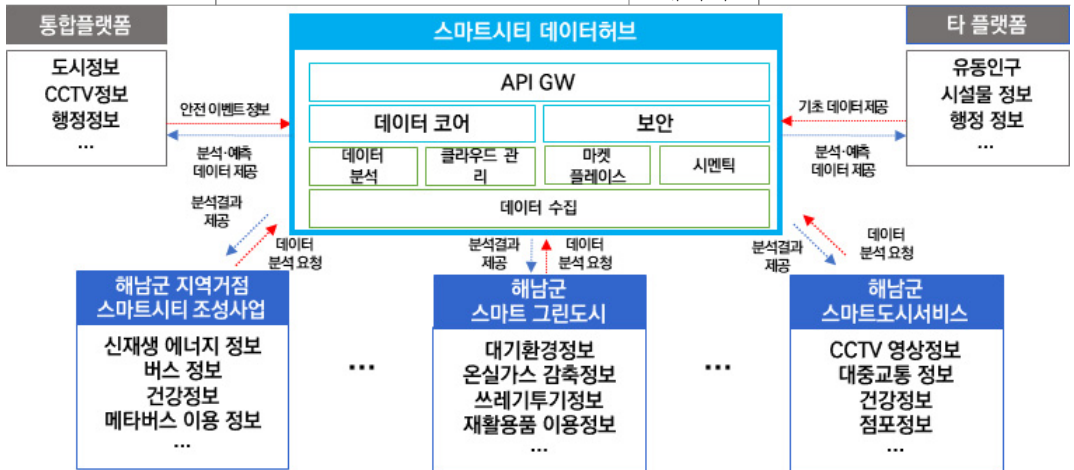 통합플랫폼
도시정보
CCTV정보
행정정보
...
스마트시티 데이터허브
API GW
데이터 코어
보안
데이터
분석
클라우드 관
리
마켓
플레이스
시멘틱
데이터 수집
타 플랫폼
유동인구
시설물 정보
행정 정보
...
안전 이벤트 정보
분석·예측
데이터 제공
기초 데이터 제공
분석·예측
데이터 제공
분석결과
제공
데이터
분석 요청
분석결과
제공
데이터
분석 요청
분석결과
제공
데이터
분석 요청
해남군 지역거점
스마트시티 조성사업
신재생 에너지 정보
버스 정보
건강정보
메타버스 이용 정보
...
...
해남군
스마트 그린도시
대기환경정보
온실가스 감축정보
쓰레기투기정보
재활용품 이용정보
...
...
해남군
스마트도시서비스
CCTV 영상정보
대중교통 정보
건강정보
점포정보
...